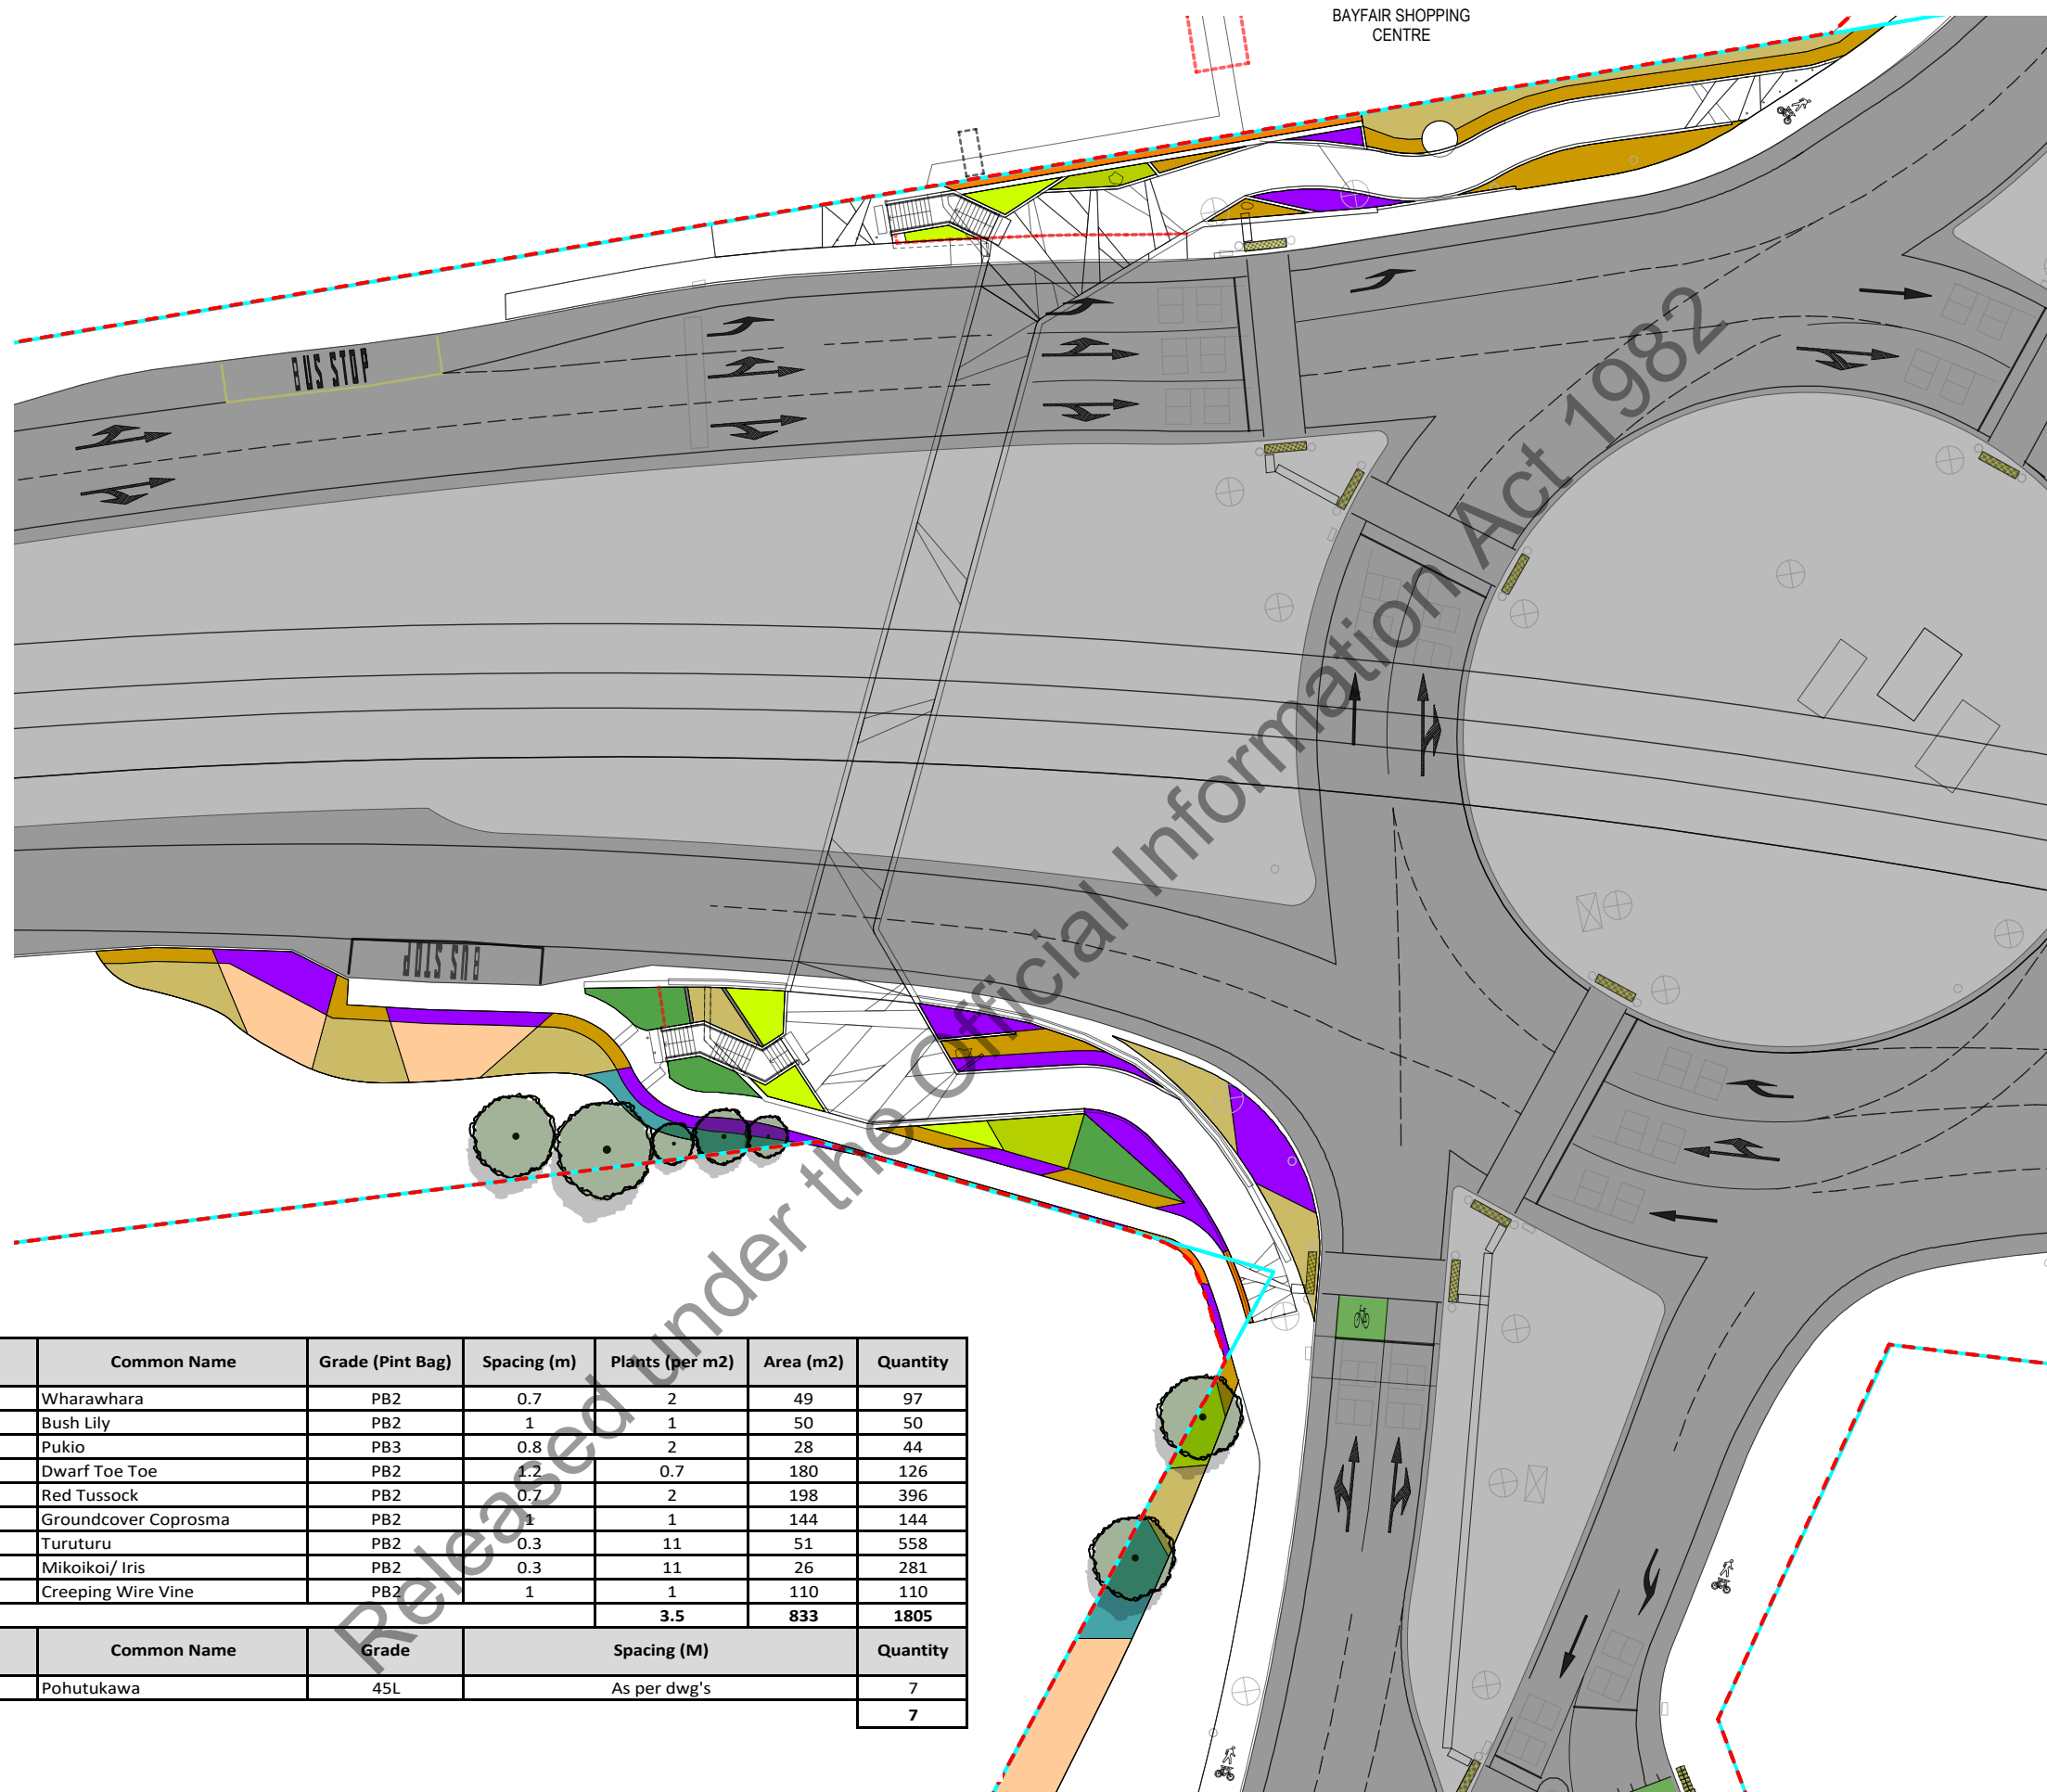 BAYFAIR SHOPPING
CENTRE
BUS STOP
BUS STOP
Released under the Official Information Act 1982
Common Name Grade (Pint Bag) Spacing (m) Plants (per m2) Area (m2) Quantity
Wharawhara PB2 0.7 2 49 97
Bush Lily PB2 1 1 50 50
Pukio PB3 0.8 2 28 44
Dwarf Toe Toe PB2 1.2 0.7 180 126
Red Tussock PB2 0.7 2 198 396
Groundcover Coprosma PB2 1 1 144 144
Turuturu PB2 0.3 11 51 558
Mikoikoi/ Iris PB2 0.3 11 26 281
Creeping Wire Vine PB2 1 1 110 110
3.5 833 1805
Common Name Grade Spacing (M) Quantity
Pohutukawa 45L As per dwg's 7
7